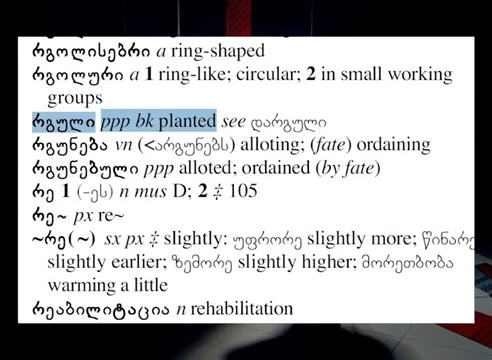 რგოლისებრი a ring-shaped
რგოლური a 1 ring-like; circular; 2 in small working
groups
რგული ppp bk planted see დარგული
რგუნება vn (<არგუნებს) alloting; (fate) ordaining
რგუნებული ppp alloted; ordained (by fate)
რე 1 (-ეს) n mus D; 2 ⁒ 105
რე~ px re~
~რე(~) sx px ⁒ slightly: უფრორე slightly more; წინარე
slightly earlier; ზემორე slightly higher; მორეთბობა
warming a little
რეაბილიტაცია n rehabilitation